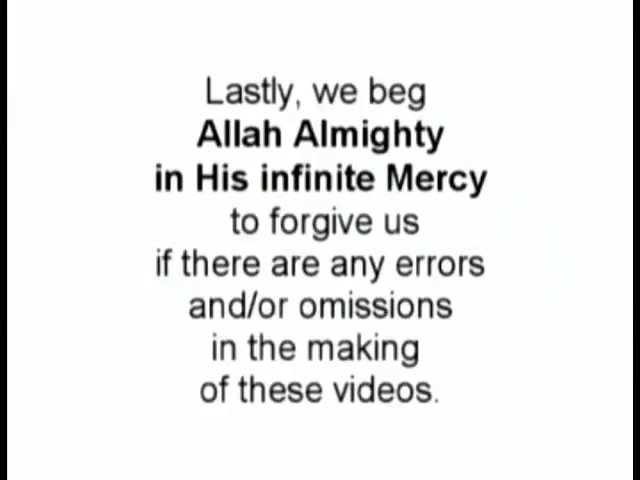 Lastly, we beg
Allah Almighty
in His infinite Mercy
to forgive us
if there are any errors
and/or omissions
in the making
of these videos.